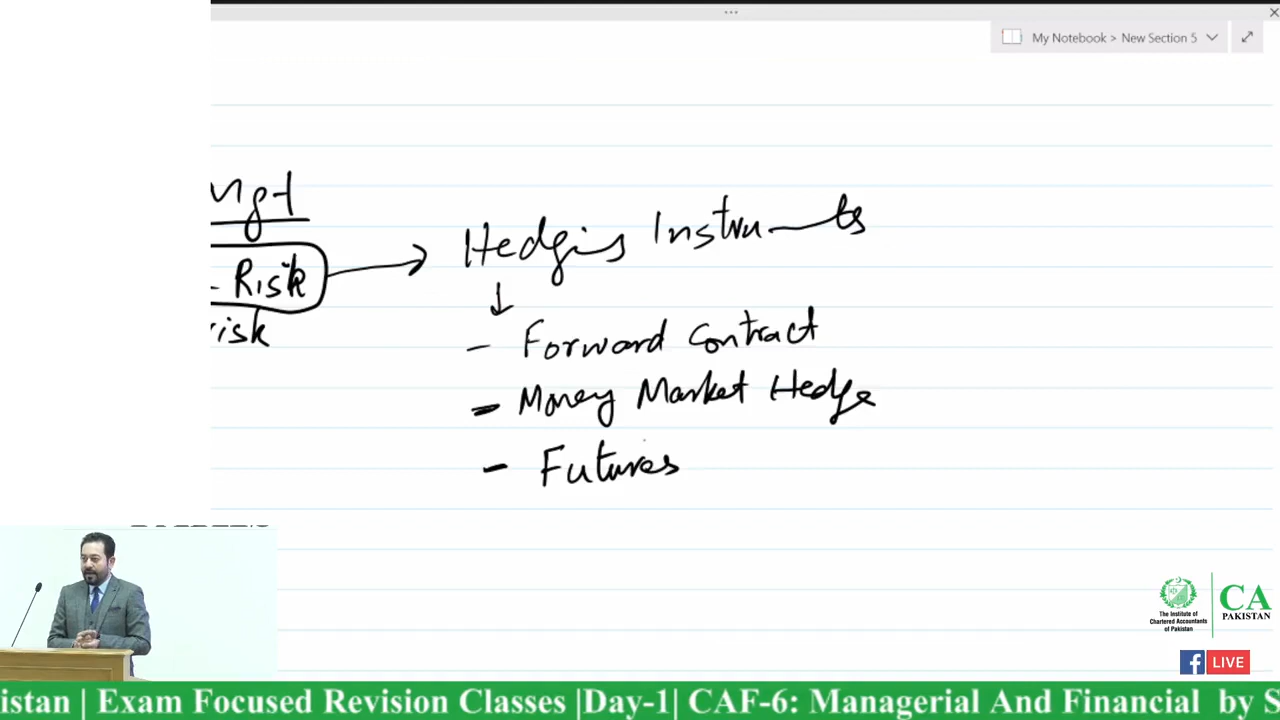 My Notebook > New Section 5
Mgt
- Risk
risk
Hedging Instruments
- Forward Contract
- Money Market Hedge
- Futures
The Institute of
Chartered Accountants
of Pakistan
CA
PAKISTAN
LIVE
istan | Exam Focused Revision Classes |Day-1| CAF-6: Managerial And Financial by S